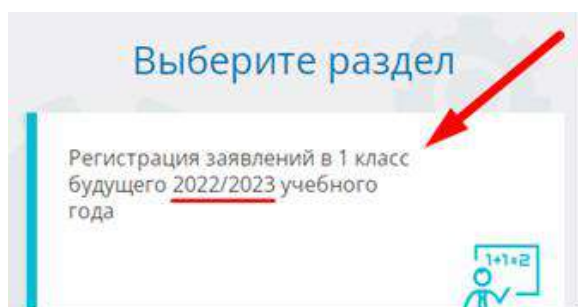 Выберите раздел
Регистрация заявлений в 1 класс
будущего 2022/2023 учебного
года
1+1=2